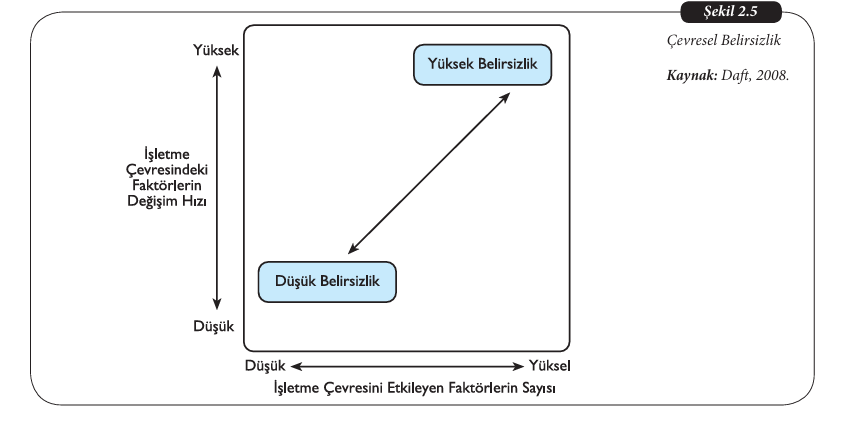 Şekil 2.5
Çevresel Belirsizlik
Kaynak: Daft, 2008.
Yüksek
Yüksek Belirsizlik
İşletme
Çevresindeki
Faktörlerin
Değişim Hızı
Düşük Belirsizlik
Düşük
Düşük
Yüksel
İşletme Çevresini Etkileyen Faktörlerin Sayısı